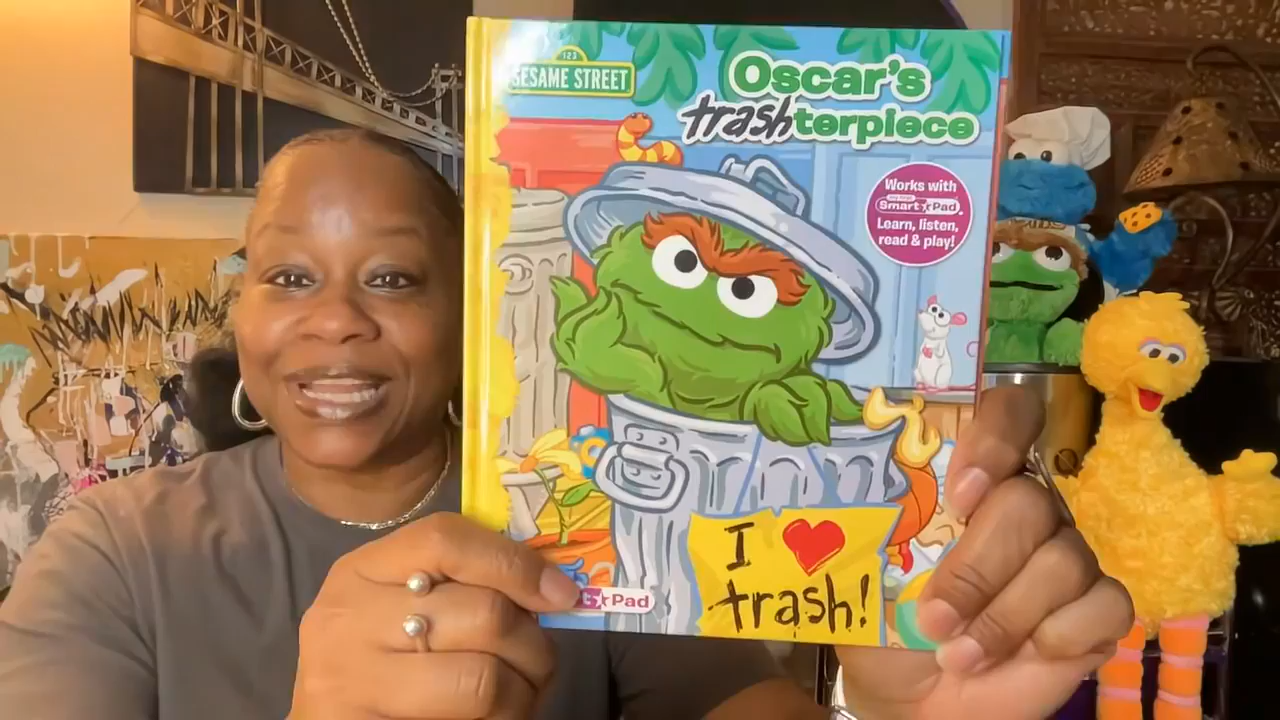 123
SESAME STREET
Oscar's
trashterpiece
Works with
Smart★Pad
Learn, listen,
read & play!
I ❤ trash!
t★Pad